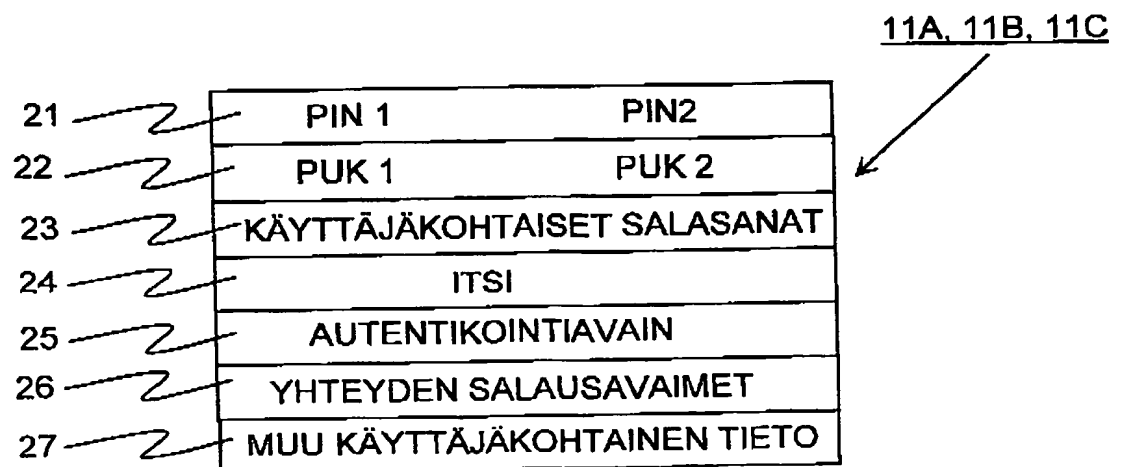 11A, 11B, 11C
21 PIN 1 PIN2
22 PUK 1 PUK 2
23 KÄYTTÄJÄKOHTAISET SALASANAT
24 ITSI
25 AUTENTIKOINTIAVAIN
26 YHTEYDEN SALAUSAVAIMET
27 MUU KÄYTTÄJÄKOHTAINEN TIETO